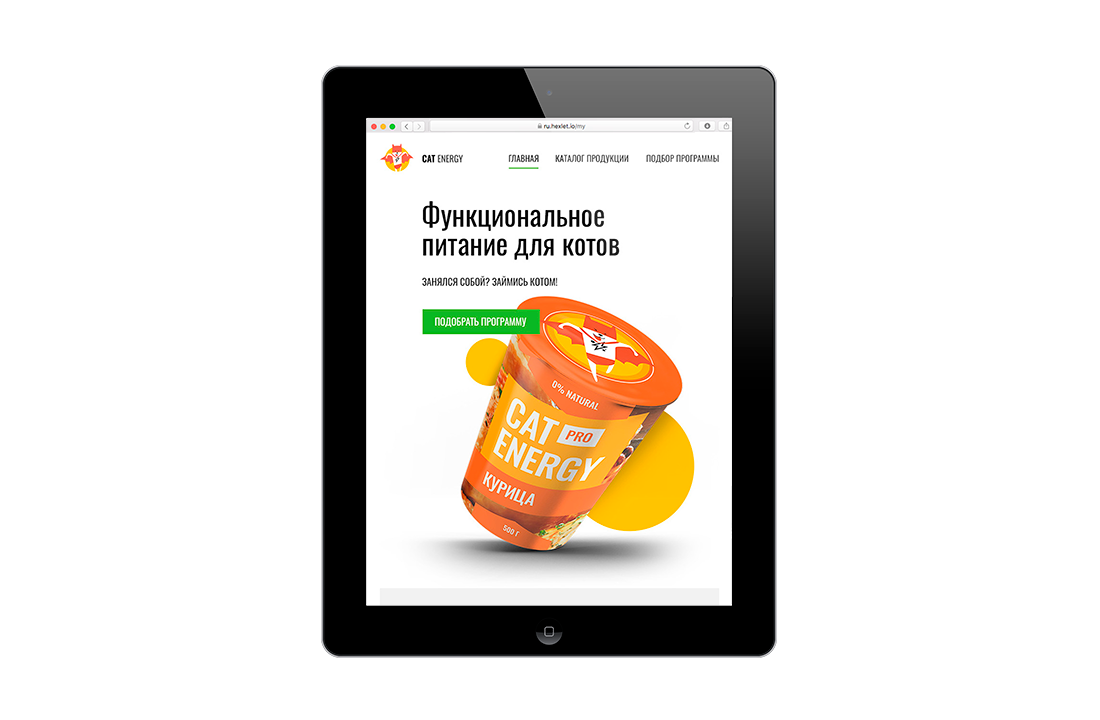 ru.hexlet.io/my
CAT ENERGY
ГЛАВНАЯ
КАТАЛОГ ПРОДУКЦИИ
ПОДБОР ПРОГРАММЫ
Функциональное
питание для котов
ЗАНЯЛСЯ СОБОЙ? ЗАЙМИСЬ КОТОМ!
ПОДОБРАТЬ ПРОГРАММУ
0% NATURAL
CAT PRO
ENERGY
КУРИЦА
500 Г